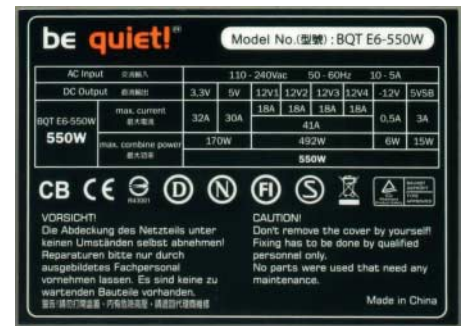 be quiet!®
Model No.(型號) : BQT E6-550W
AC Input 交流輸入 110 - 240Vac 50 - 60Hz 10 - 5A
DC Output 直流輸出 3,3V 5V 12V1 12V2 12V3 12V4 -12V 5VSB
BQT E6-550W
550W
max. current
最大電流
32A 30A 18A 18A 18A 18A 0,5A 3A
41A
max. combine power
最大功率
170W 492W 6W 15W
550W
CB CE D N FI S
VORSICHT!
Die Abdeckung des Netzteils unter
keinen Umständen selbst abnehmen!
Reparaturen bitte nur durch
ausgebildetes Fachpersonal
vornehmen lassen. Es sind keine zu
wartenden Bauteile vorhanden.
CAUTION!
Don't remove the cover by yourself!
Fixing has to be done by qualified
personnel only.
No parts were used that need any
maintenance.
Made in China